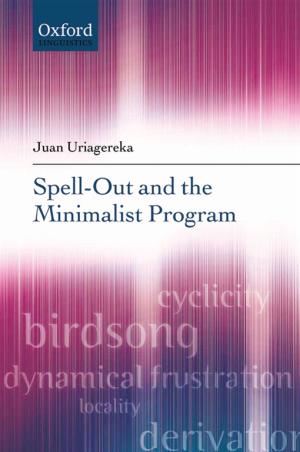 Oxford
LINGUISTICS
Juan Uriagereka
Spell-Out and the
Minimalist Program
cyclicity
birdsong
dynamical frustration
locality
derivation